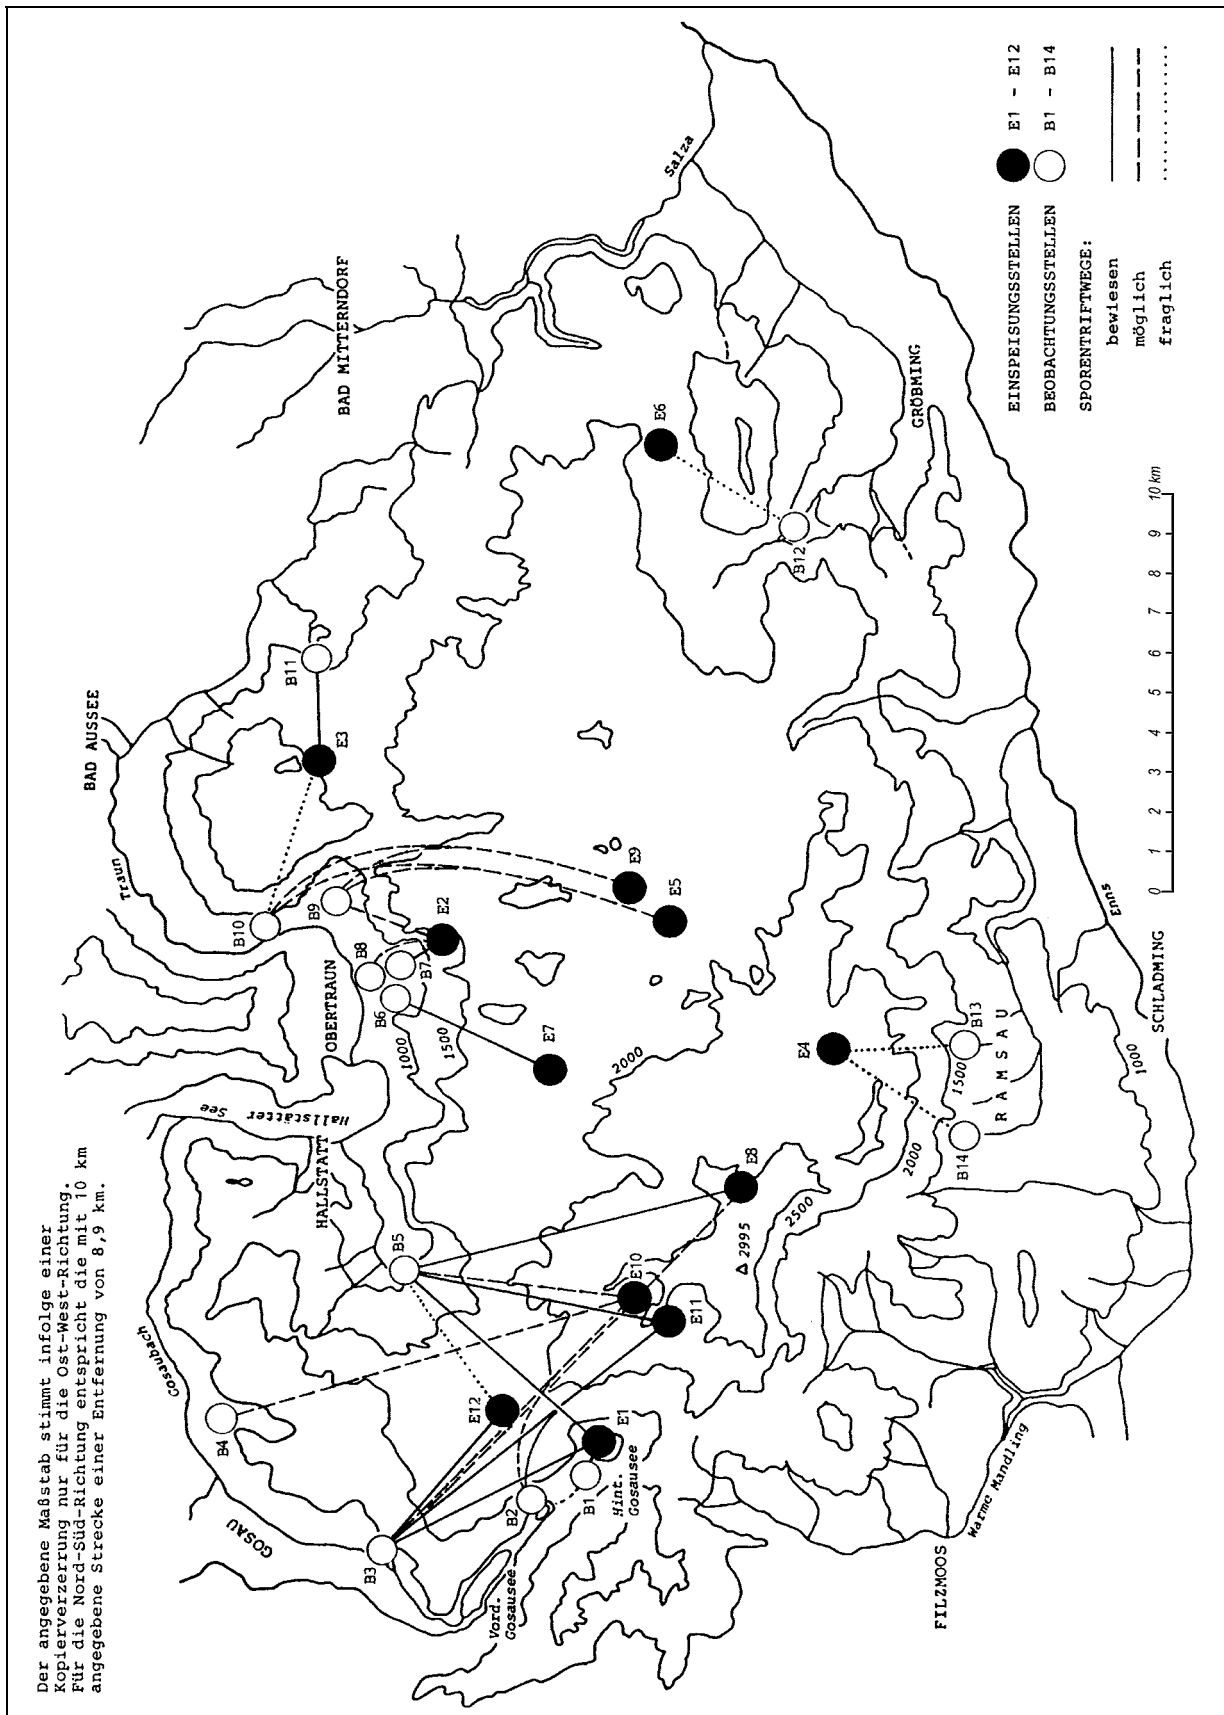 Der angegebene Maßstab stimmt infolge einer
Kopierverzerrung nur für die Ost-West-Richtung.
Für die Nord-Süd-Richtung entspricht die mit 10 km
angegebene Strecke einer Entfernung von 8,9 km.
BAD AUSSEE
BAD MITTERNDORF
Traun
Salza
Gosaubach
GOSAU
B4
B10
B11
E3
B9
OBERTRAUN
B8
E2
B7
B6
1000
1500
Hallstätter See
HALLSTATT
B5
B3
E12
E7
2000
E9
E5
E6
B12
GRÖBMING
Vord.
Gosausee
B2
B1
E1
Hint.
Gosausee
E10
E11
E8
△ 2995
2500
2000
E4
B14
B13
1500
RAMSAU
1000
SCHLADMING
Enns
FILZMOOS
Warme Mandling
0 1 2 3 4 5 6 7 8 9 10 km
EINSPEISUNGSSTELLEN E1 - E12
BEOBACHTUNGSSTELLEN B1 - B14
SPORENTRIFTWEGE:
bewiesen
möglich
fraglich